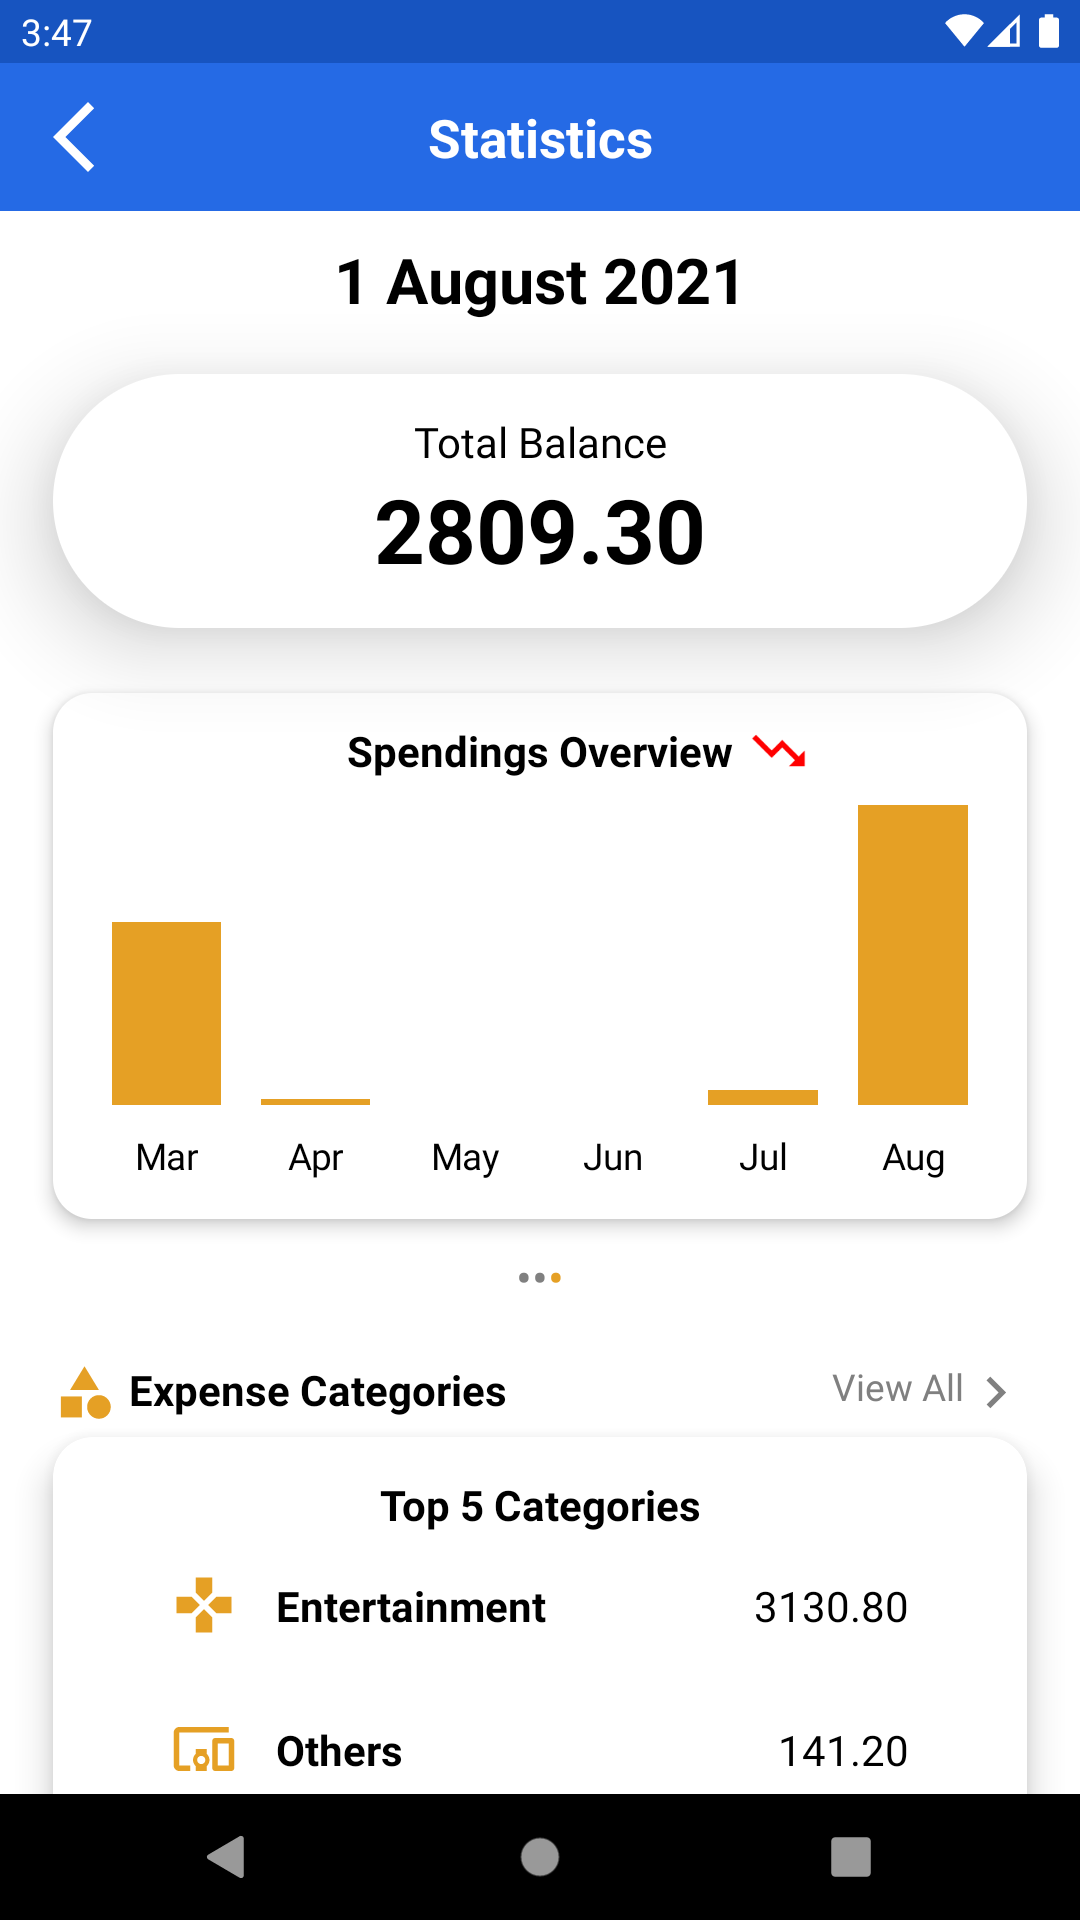 3:47
Statistics
1 August 2021
Total Balance
2809.30
Spendings Overview
Mar Apr May Jun Jul Aug
Expense Categories View All
Top 5 Categories
Entertainment 3130.80
Others 141.20